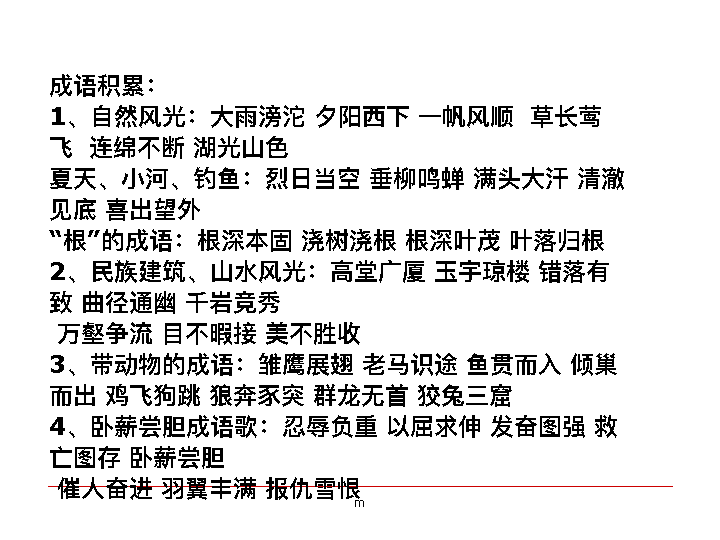 成语积累：
1、自然风光：大雨滂沱 夕阳西下 一帆风顺  草长莺
飞  连绵不断 湖光山色
夏天、小河、钓鱼：烈日当空 垂柳鸣蝉 满头大汗 清澈
见底 喜出望外
“根”的成语：根深本固 浇树浇根 根深叶茂 叶落归根
2、民族建筑、山水风光：高堂广厦 玉宇琼楼 错落有
致 曲径通幽 千岩竞秀
 万壑争流 目不暇接 美不胜收
3、带动物的成语：雏鹰展翅 老马识途 鱼贯而入 倾巢
而出 鸡飞狗跳 狼奔豕突 群龙无首 狡兔三窟
4、卧薪尝胆成语歌：忍辱负重 以屈求伸 发奋图强 救
亡图存 卧薪尝胆
 催人奋进 羽翼丰满 报仇雪恨
m